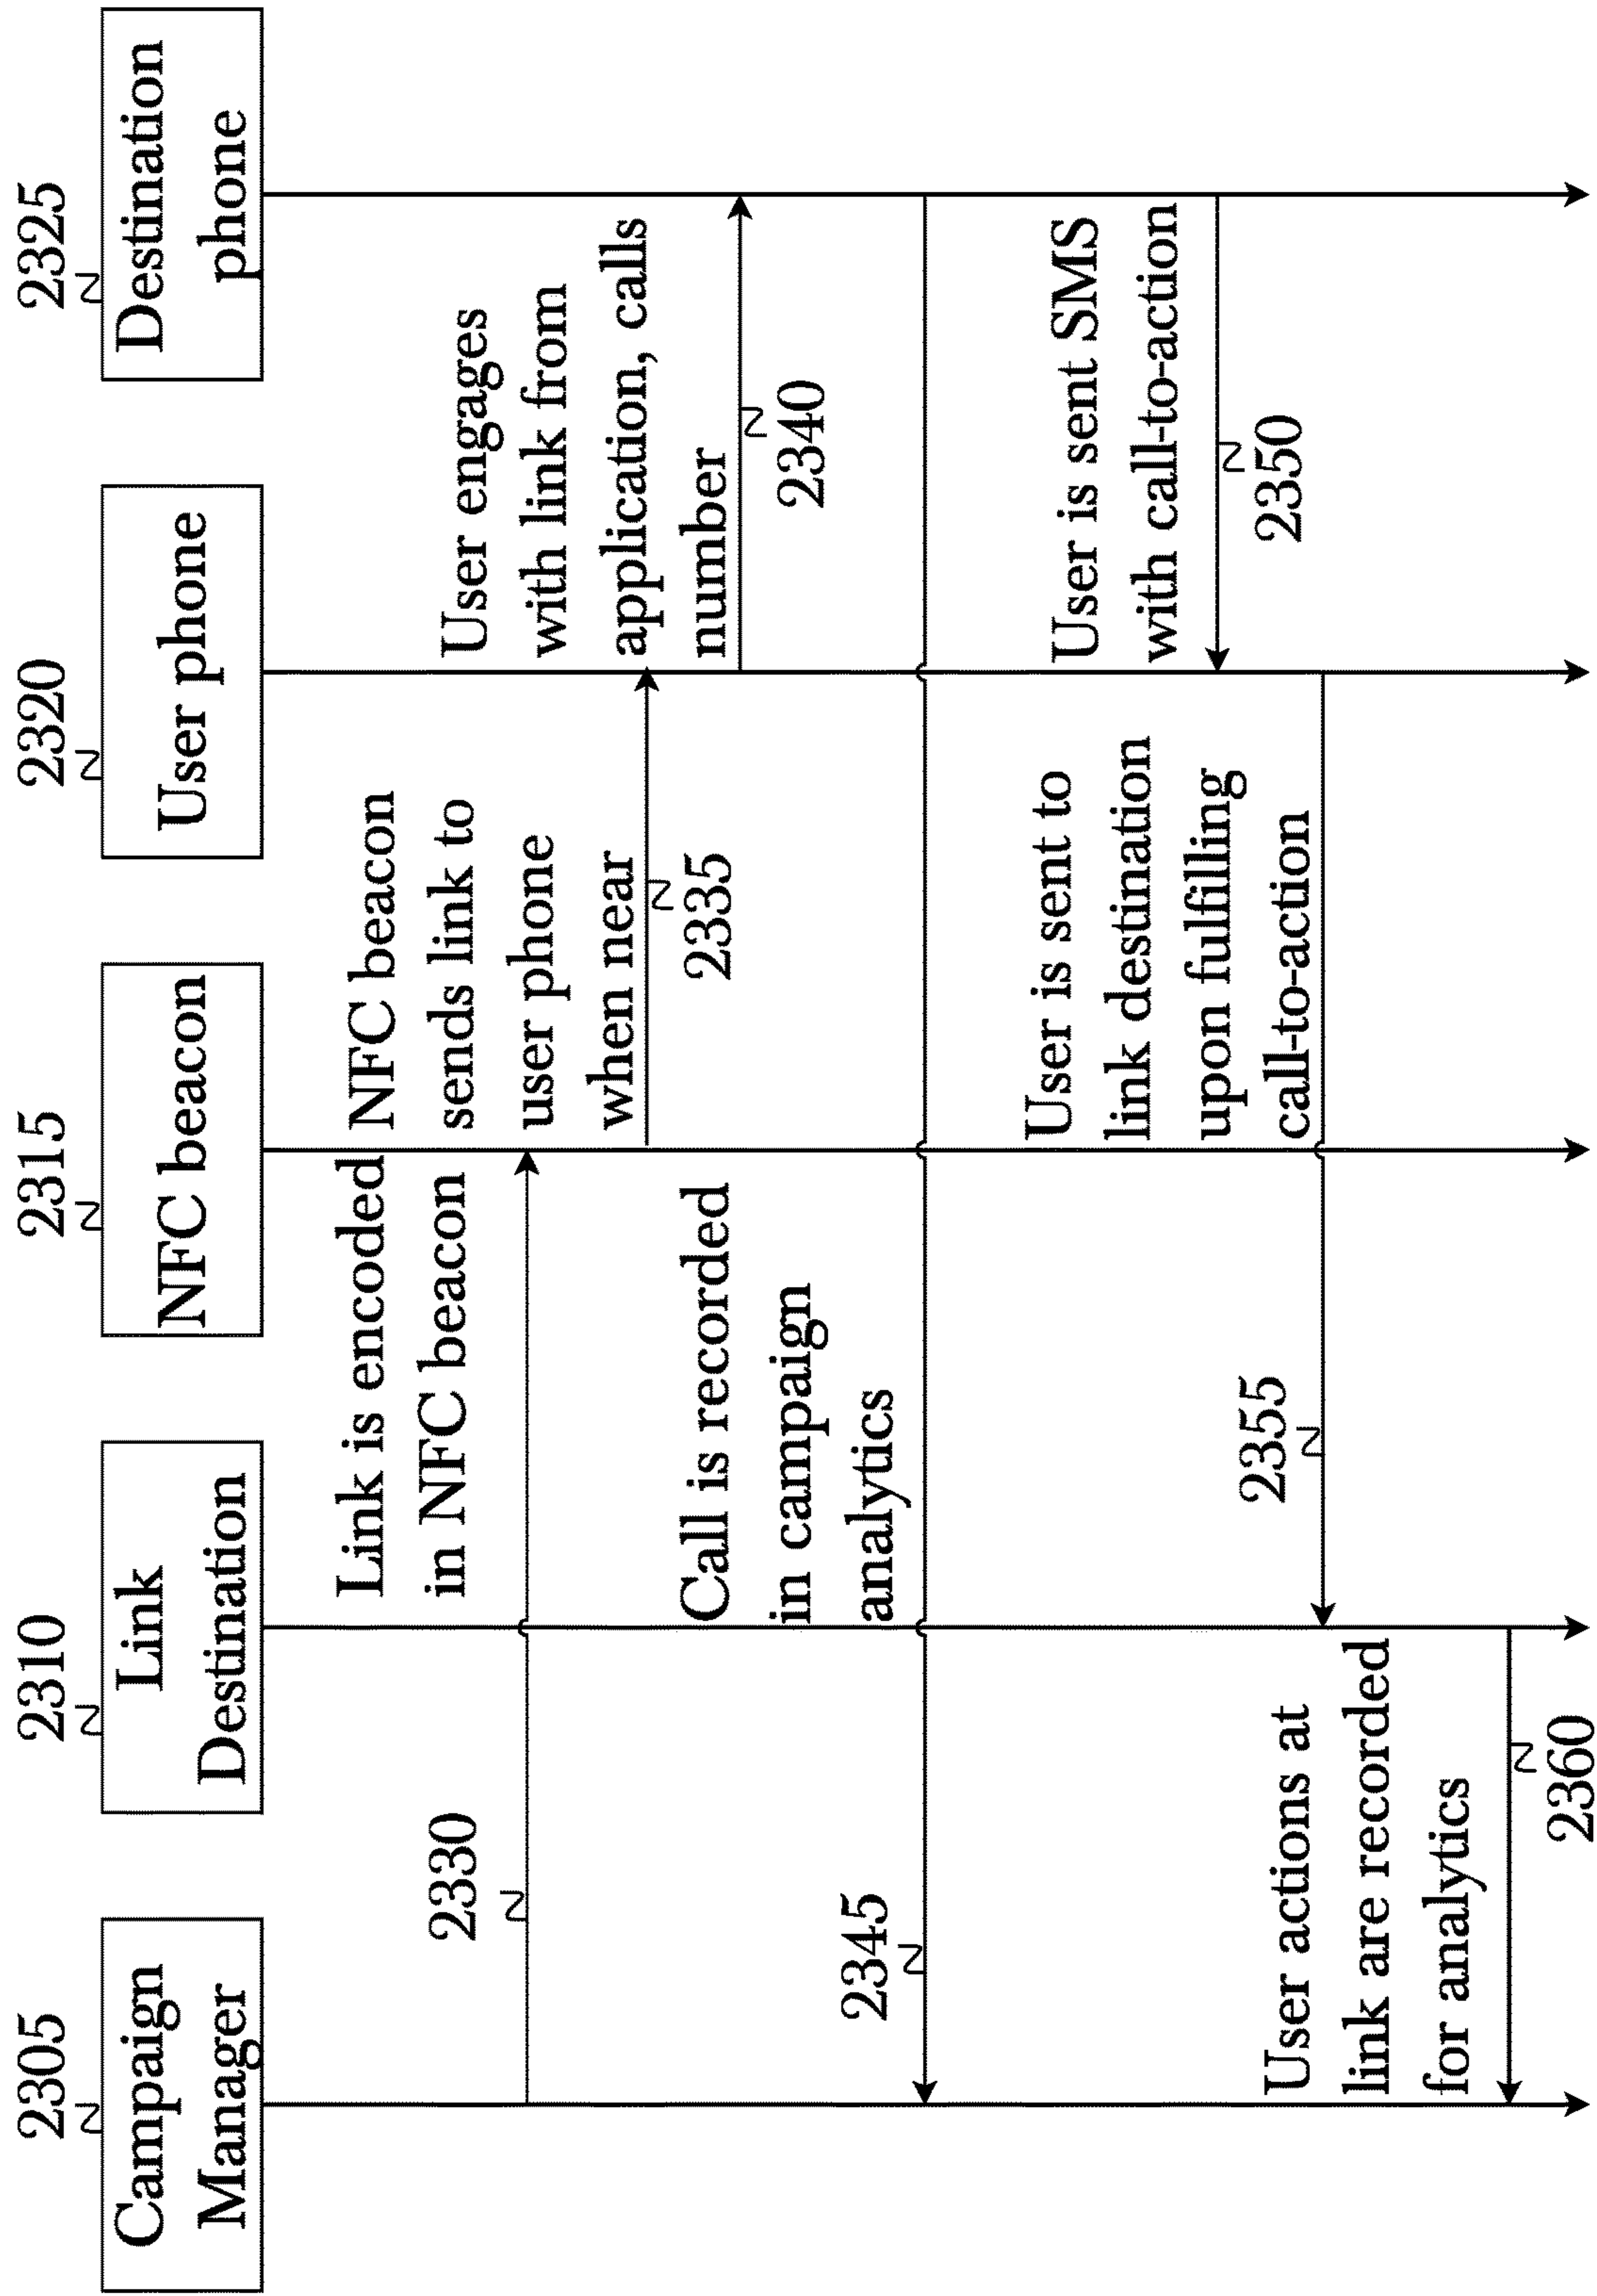 2305
Campaign
Manager
2310
Link
Destination
2315
NFC beacon
2320
User phone
2325
Destination
phone
2330
Link is encoded
in NFC beacon
NFC beacon
sends link to
user phone
when near
2335
User engages
with link from
application, calls
number
2340
Call is recorded
in campaign
analytics
2345
User is sent SMS
with call-to-action
2350
User is sent to
link destination
upon fulfilling
call-to-action
2355
User actions at
link are recorded
for analytics
2360